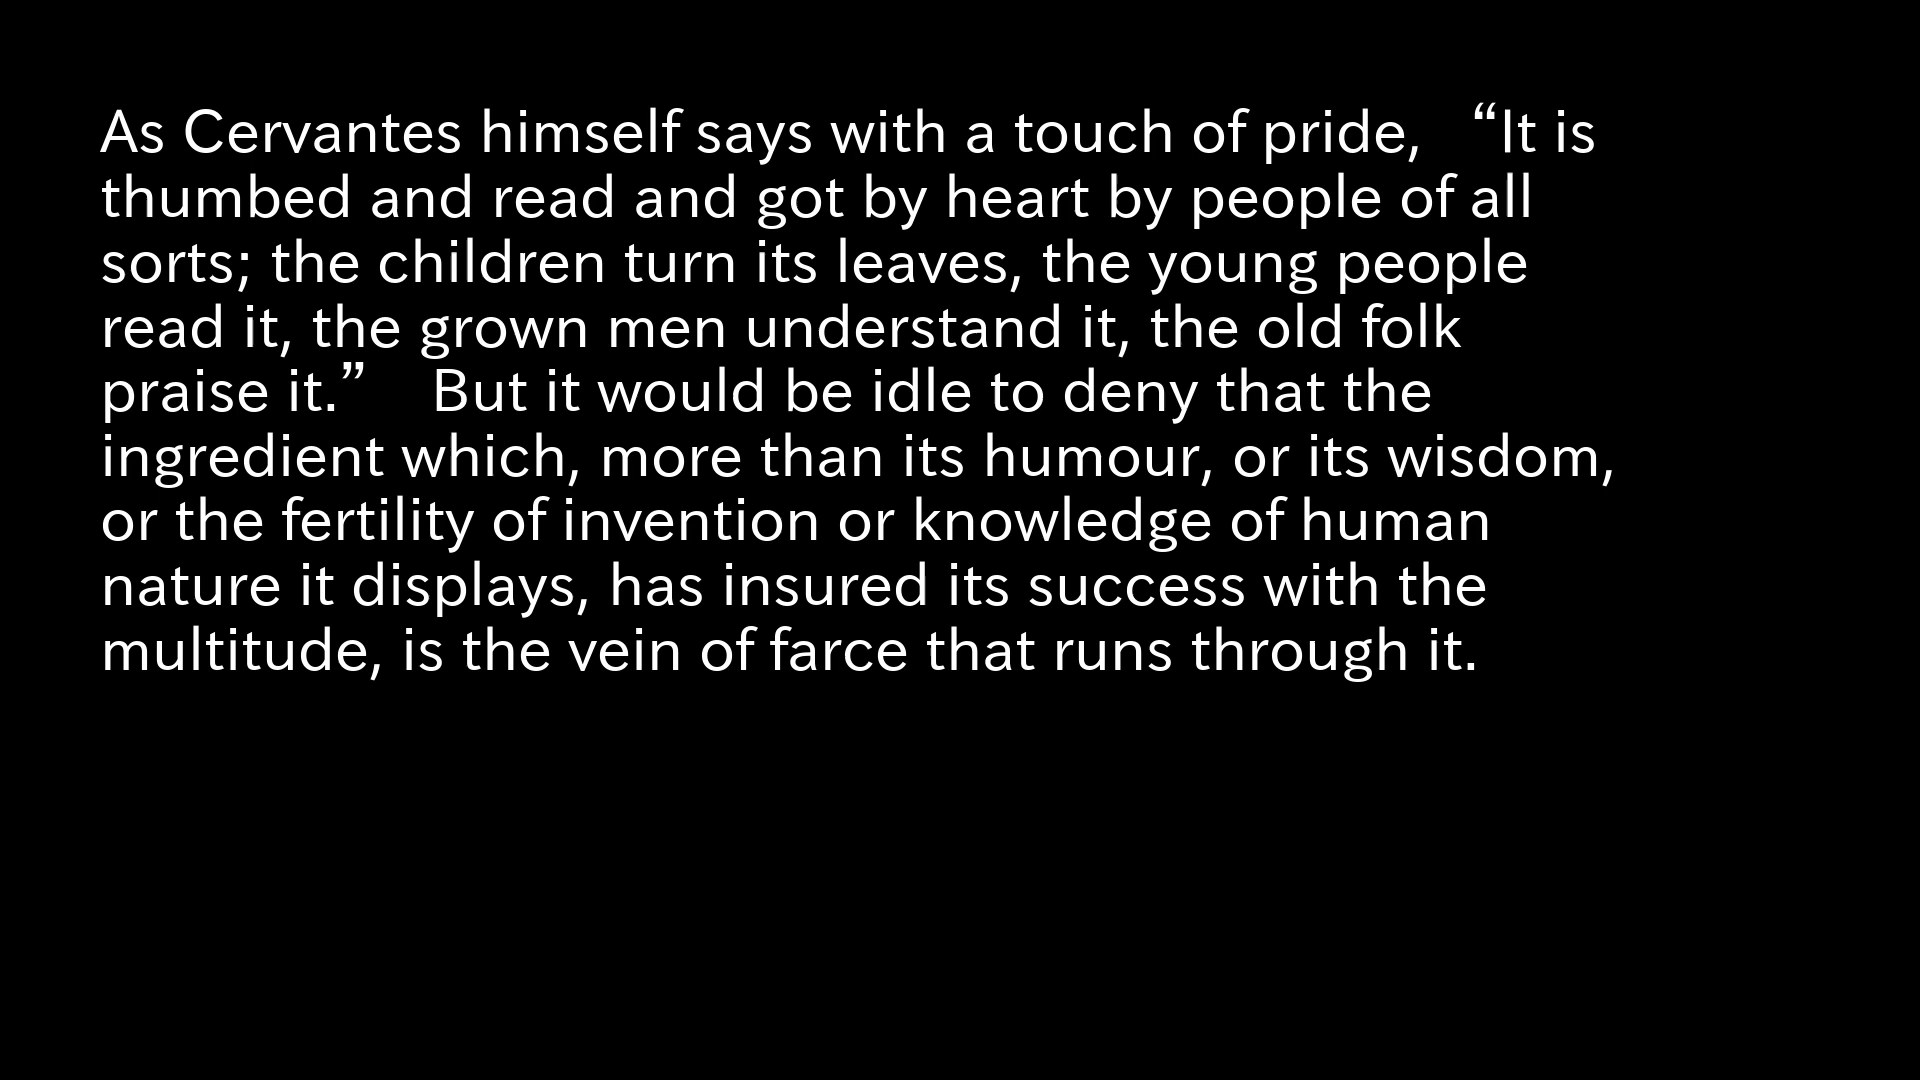 As Cervantes himself says with a touch of pride, “It is
thumbed and read and got by heart by people of all
sorts; the children turn its leaves, the young people
read it, the grown men understand it, the old folk
praise it.” But it would be idle to deny that the
ingredient which, more than its humour, or its wisdom,
or the fertility of invention or knowledge of human
nature it displays, has insured its success with the
multitude, is the vein of farce that runs through it.